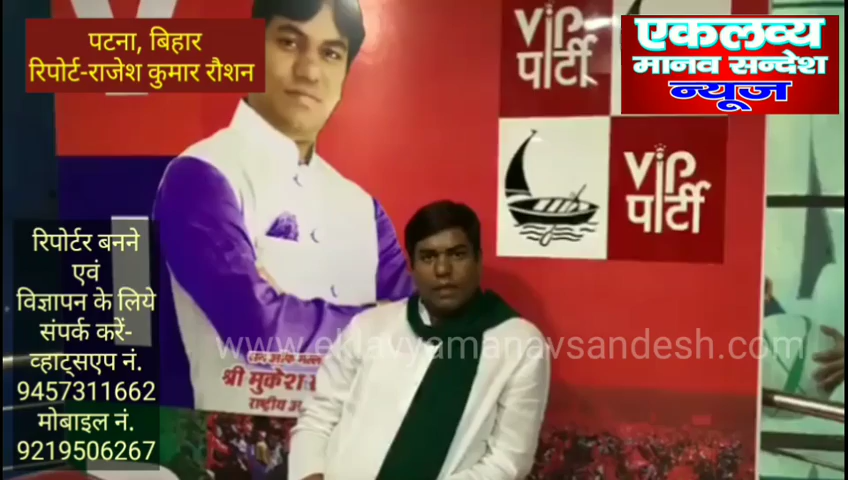 पटना, बिहार
रिपोर्ट-राजेश कुमार रौशन
एकलव्य
मानव सन्देश
न्यूज
VIP
पार्टी
VIP
पार्टी
रिपोर्टर बनने
एवं
विज्ञापन के लिये
संपर्क करें-
व्हाट्सएप नं.
9457311662
मोबाइल नं.
9219506267
www.eklavyamanavsandesh.com
श्री मुकेश
राष्ट्रीय